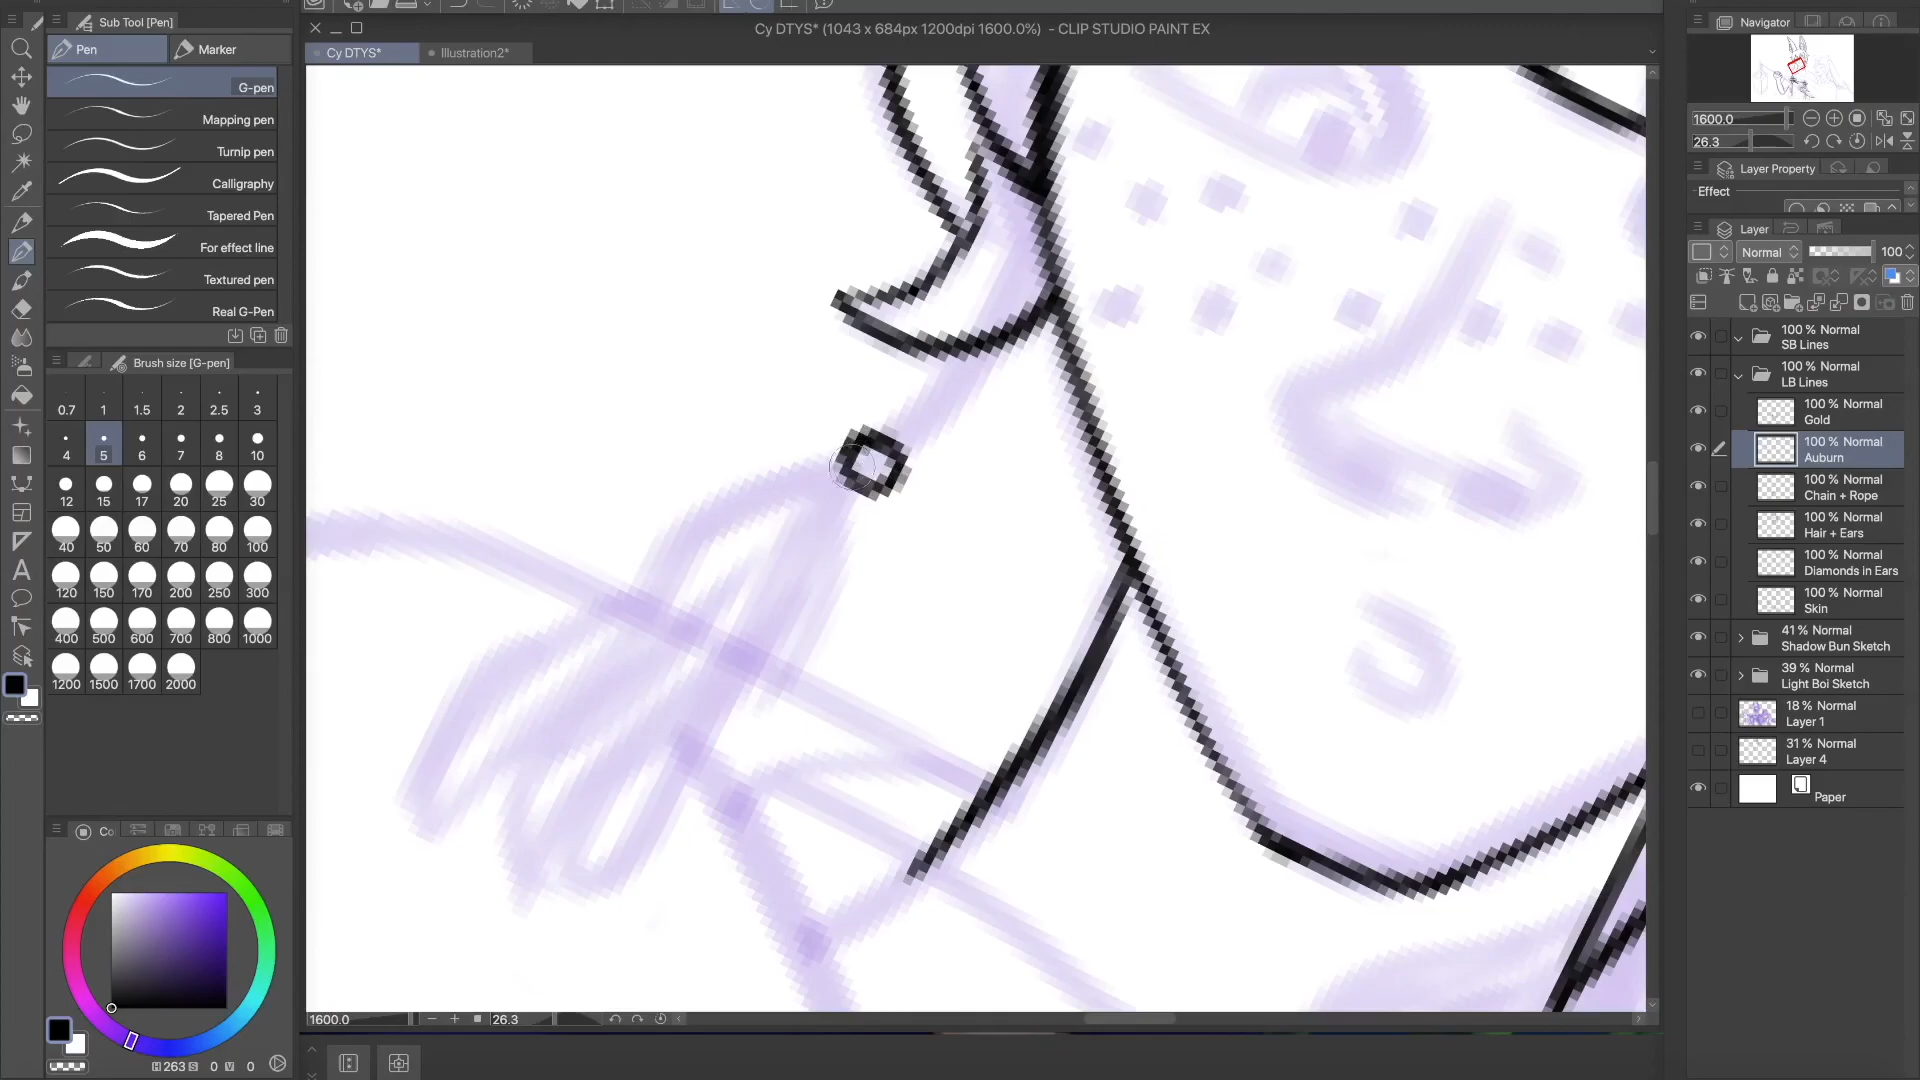 Sub Tool [Pen]
Cy DTYS* (1043 x 684px 1200dpi 1600.0%) - CLIP STUDIO PAINT EX
Navigator
Pen
Marker
Cy DTYS*
Illustration2*
G-pen
Mapping pen
Turnip pen
Calligraphy
Tapered Pen
For effect line
Textured pen
Real G-Pen
Brush size [G-pen]
0.7 1 1.5 2 2.5 3
4 5 6 7 8 10
12 15 17 20 25 30
40 50 60 70 80 100
120 150 170 200 250 300
400 500 600 700 800 1000
1200 1500 1700 2000
Co
H 263 S 0 V 0
1600.0
26.3
1600.0
26.3
Layer Property
Effect
Layer
Normal
100
100 % Normal
SB Lines
100 % Normal
LB Lines
100 % Normal
Gold
100 % Normal
Auburn
100 % Normal
Chain + Rope
100 % Normal
Hair + Ears
100 % Normal
Diamonds in Ears
100 % Normal
Skin
41 % Normal
Shadow Bun Sketch
39 % Normal
Light Boi Sketch
18 % Normal
Layer 1
31 % Normal
Layer 4
Paper